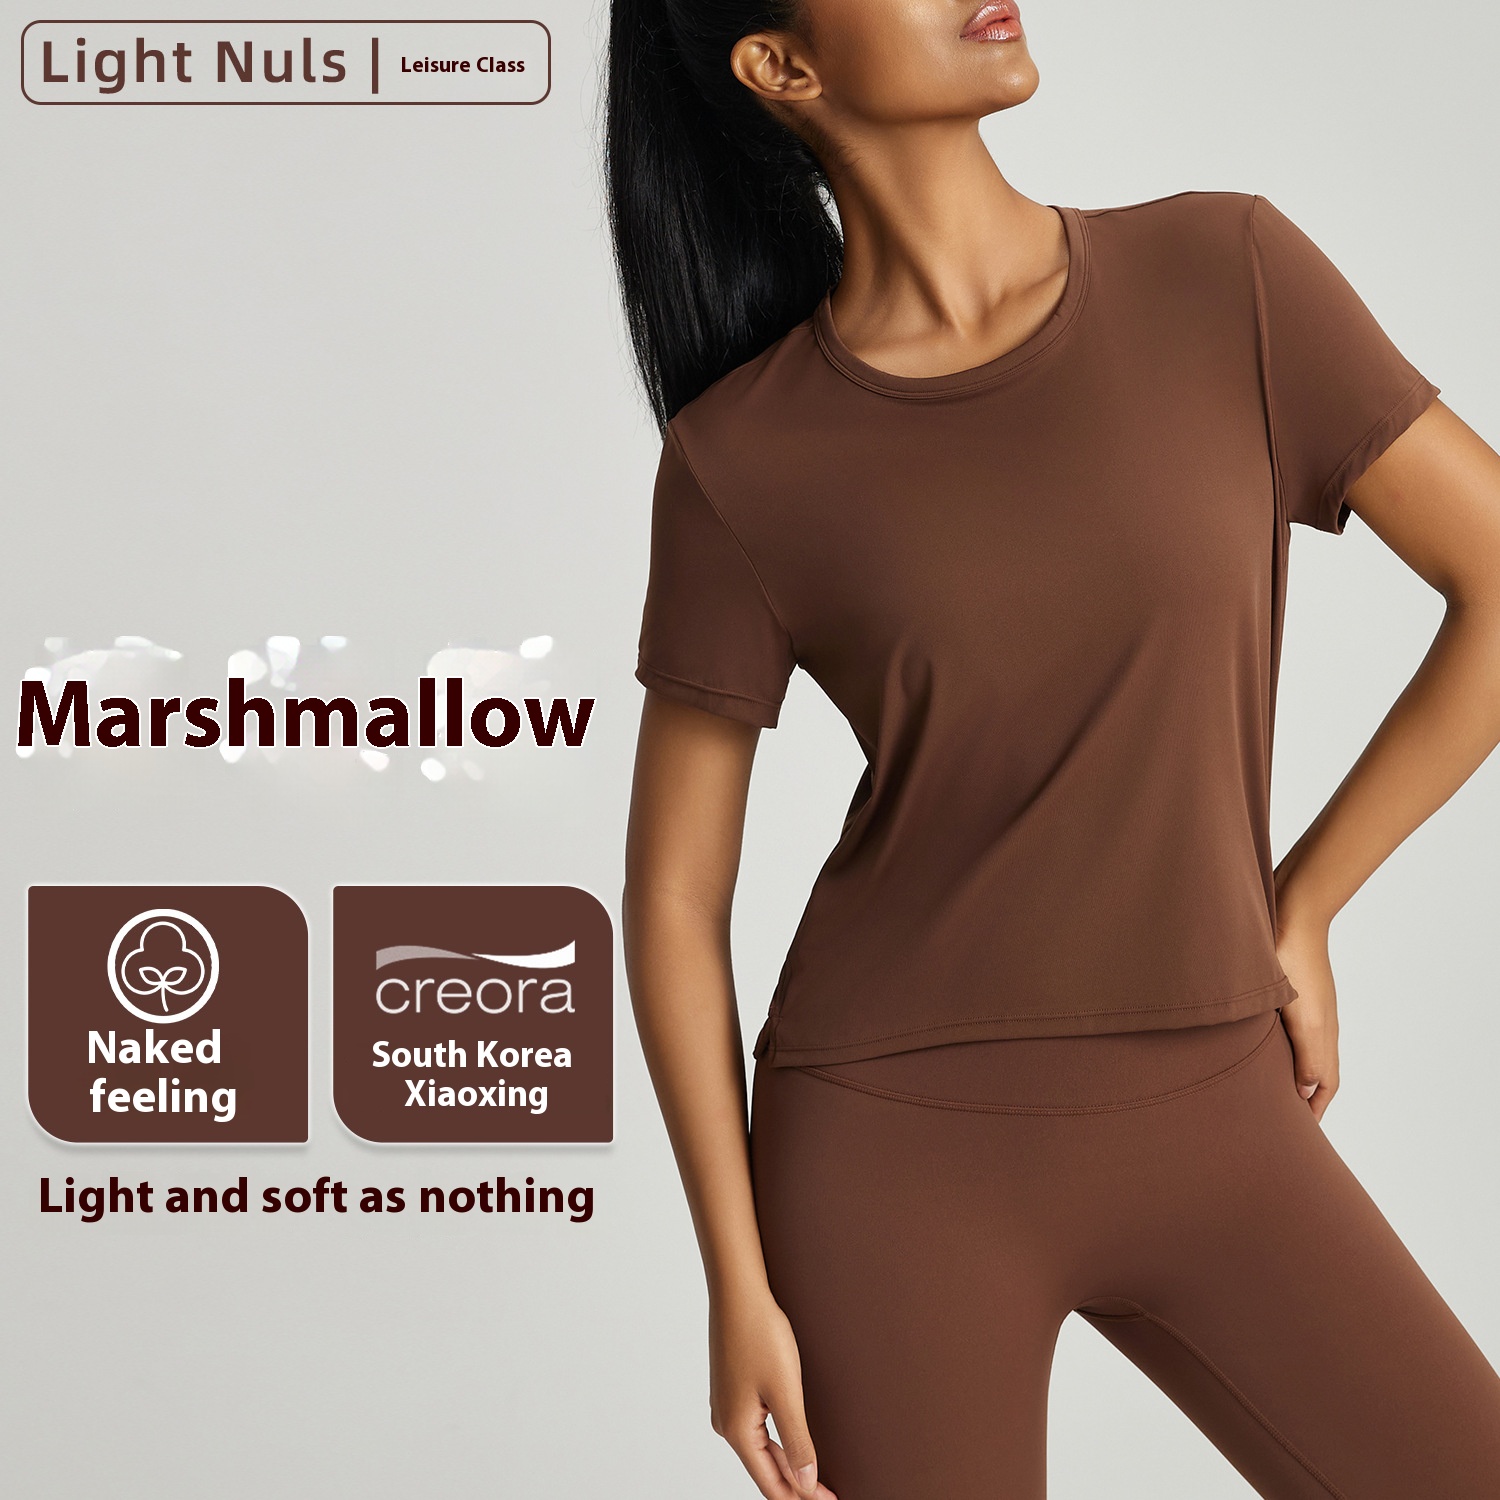 Light Nuls | Leisure Class
Marshmallow
Naked
feeling
creora
South Korea
Xiaoxing
Light and soft as nothing